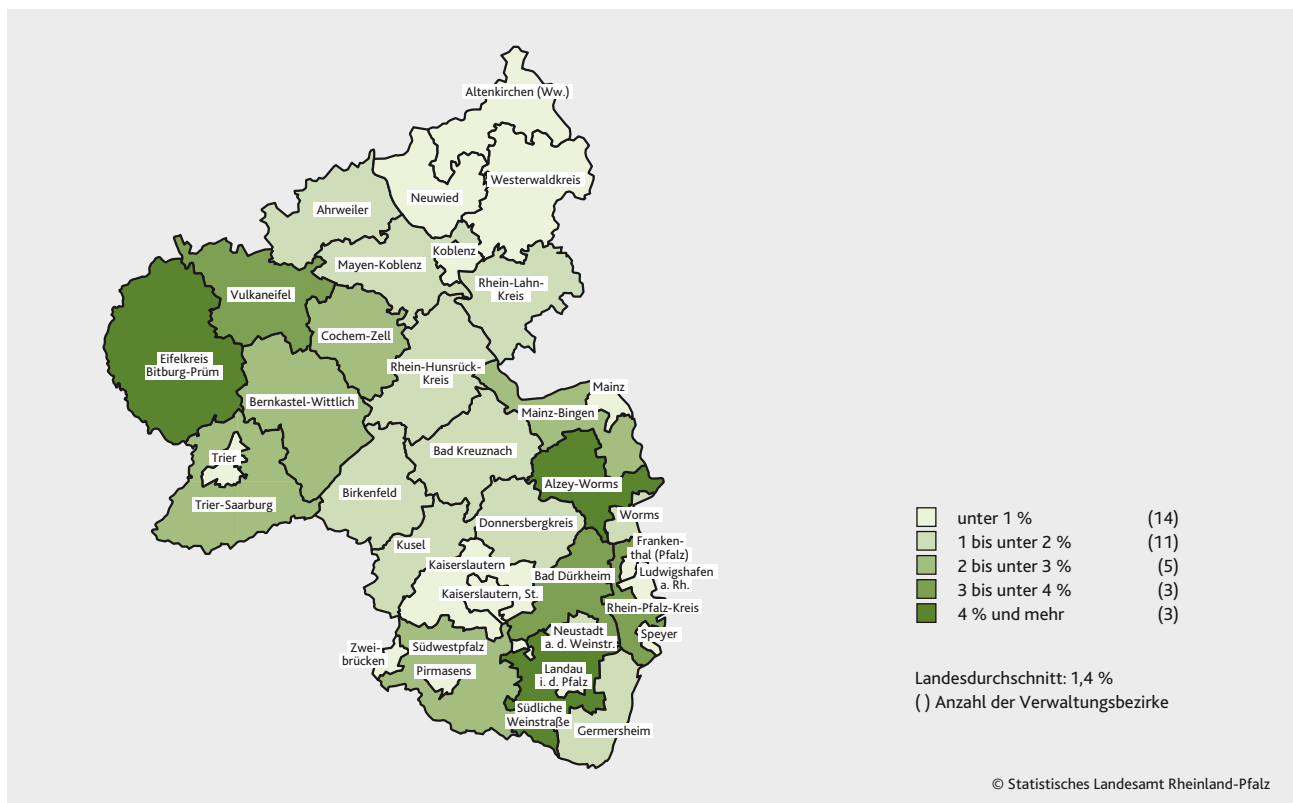 Altenkirchen (Ww.)
Westerwaldkreis
Neuwied
Ahrweiler
Koblenz
Mayen-Koblenz
Rhein-Lahn-
Kreis
Vulkaneifel
Cochem-Zell
Eifelkreis
Bitburg-Prüm
Rhein-Hunsrück-
Kreis
Mainz
Bernkastel-Wittlich
Mainz-Bingen
Bad Kreuznach
Trier
Alzey-Worms
Birkenfeld
Trier-Saarburg
Worms
Donnersbergkreis
Kusel
Franken-
thal (Pfalz)
Kaiserslautern
Ludwigshafen
a. Rh.
Bad Dürkheim
Kaiserslautern, St.
Rhein-Pfalz-Kreis
Neustadt
a. d. Weinstr.
Speyer
Zwei-
brücken
Südwestpfalz
Pirmasens
Landau
i. d. Pfalz
Südliche
Weinstraße
Germersheim
unter 1 % (14)
1 bis unter 2 % (11)
2 bis unter 3 % (5)
3 bis unter 4 % (3)
4 % und mehr (3)
Landesdurchschnitt: 1,4 %
( ) Anzahl der Verwaltungsbezirke
© Statistisches Landesamt Rheinland-Pfalz